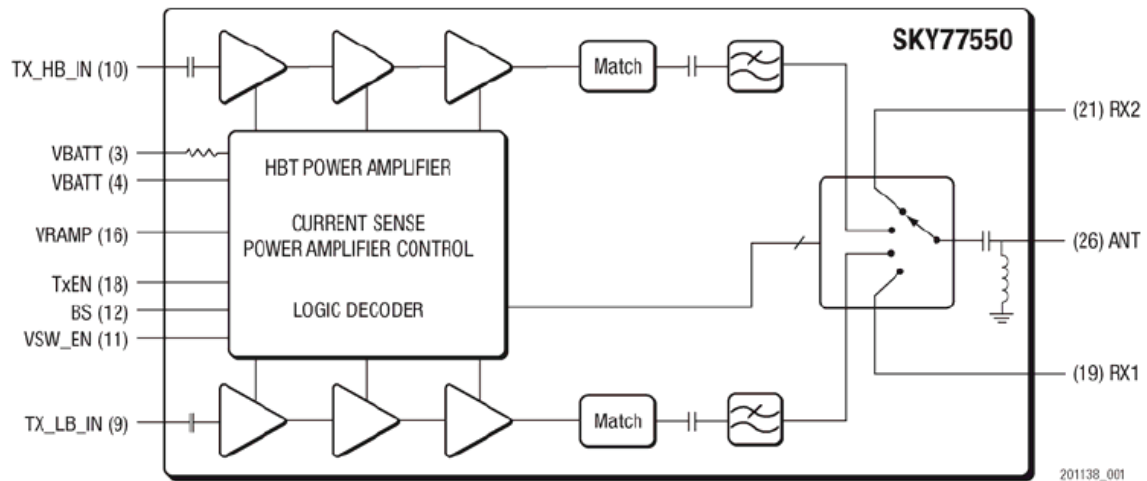 SKY77550
TX_HB_IN (10)
Match
(21) RX2
VBATT (3)
VBATT (4)
HBT POWER AMPLIFIER
VRAMP (16)
CURRENT SENSE
POWER AMPLIFIER CONTROL
(26) ANT
TxEN (18)
BS (12)
LOGIC DECODER
VSW_EN (11)
(19) RX1
TX_LB_IN (9)
Match
201138_001